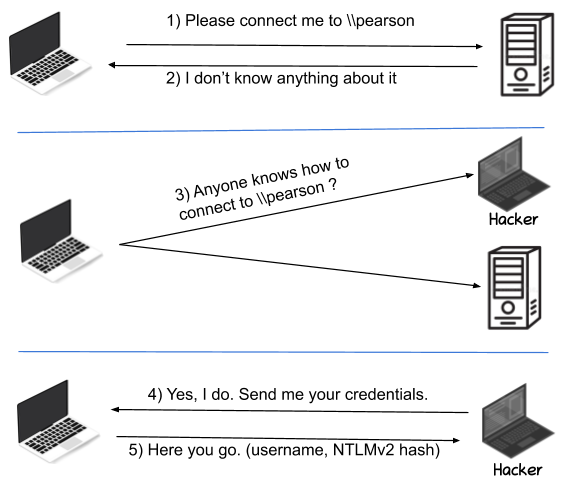 1) Please connect me to \\pearson
2) I don't know anything about it
3) Anyone knows how to
connect to \\pearson ?
Hacker
4) Yes, I do. Send me your credentials.
5) Here you go. (username, NTLMv2 hash)
Hacker